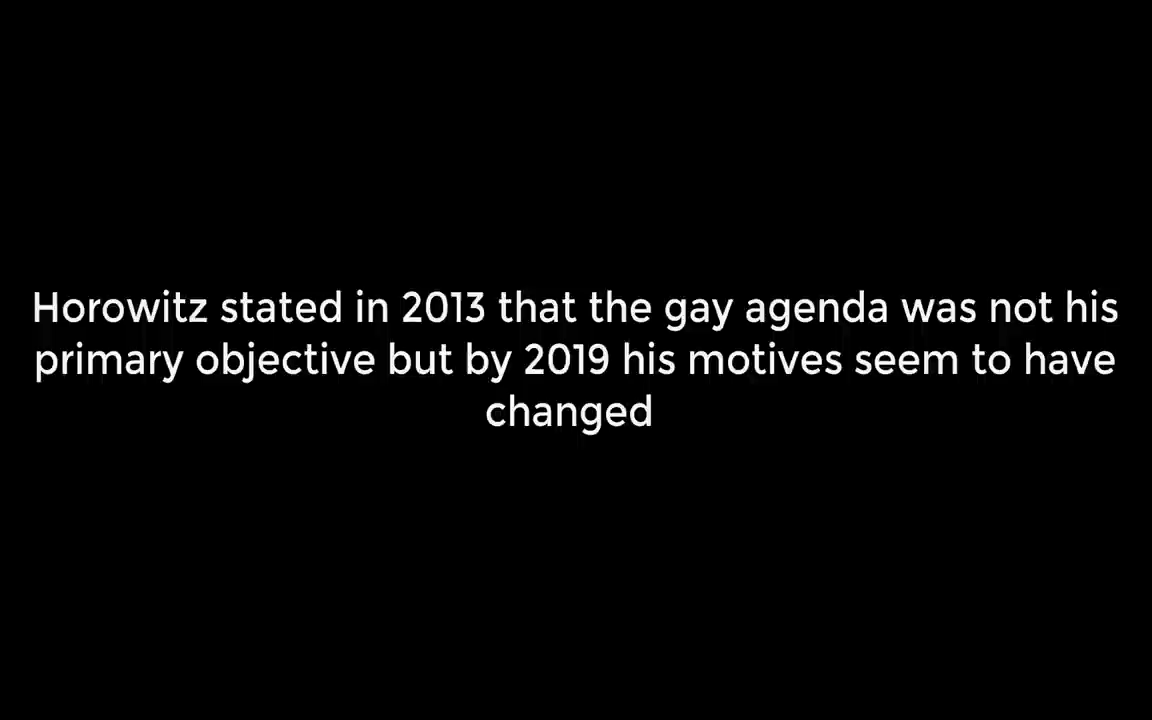 Horowitz stated in 2013 that the gay agenda was not his
primary objective but by 2019 his motives seem to have
changed